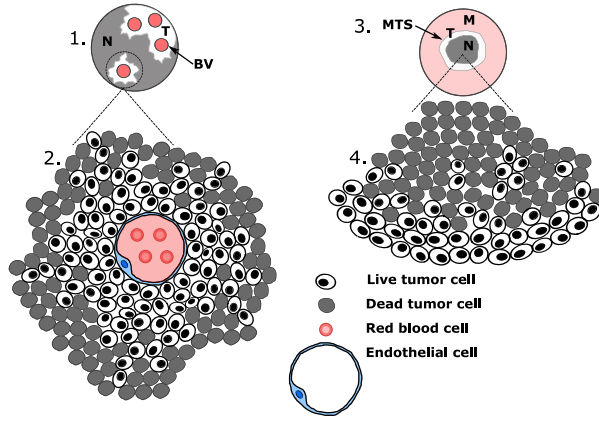 1.
N
T
BV
2.
3.
MTS
M
T
N
4.
Live tumor cell
Dead tumor cell
Red blood cell
Endothelial cell